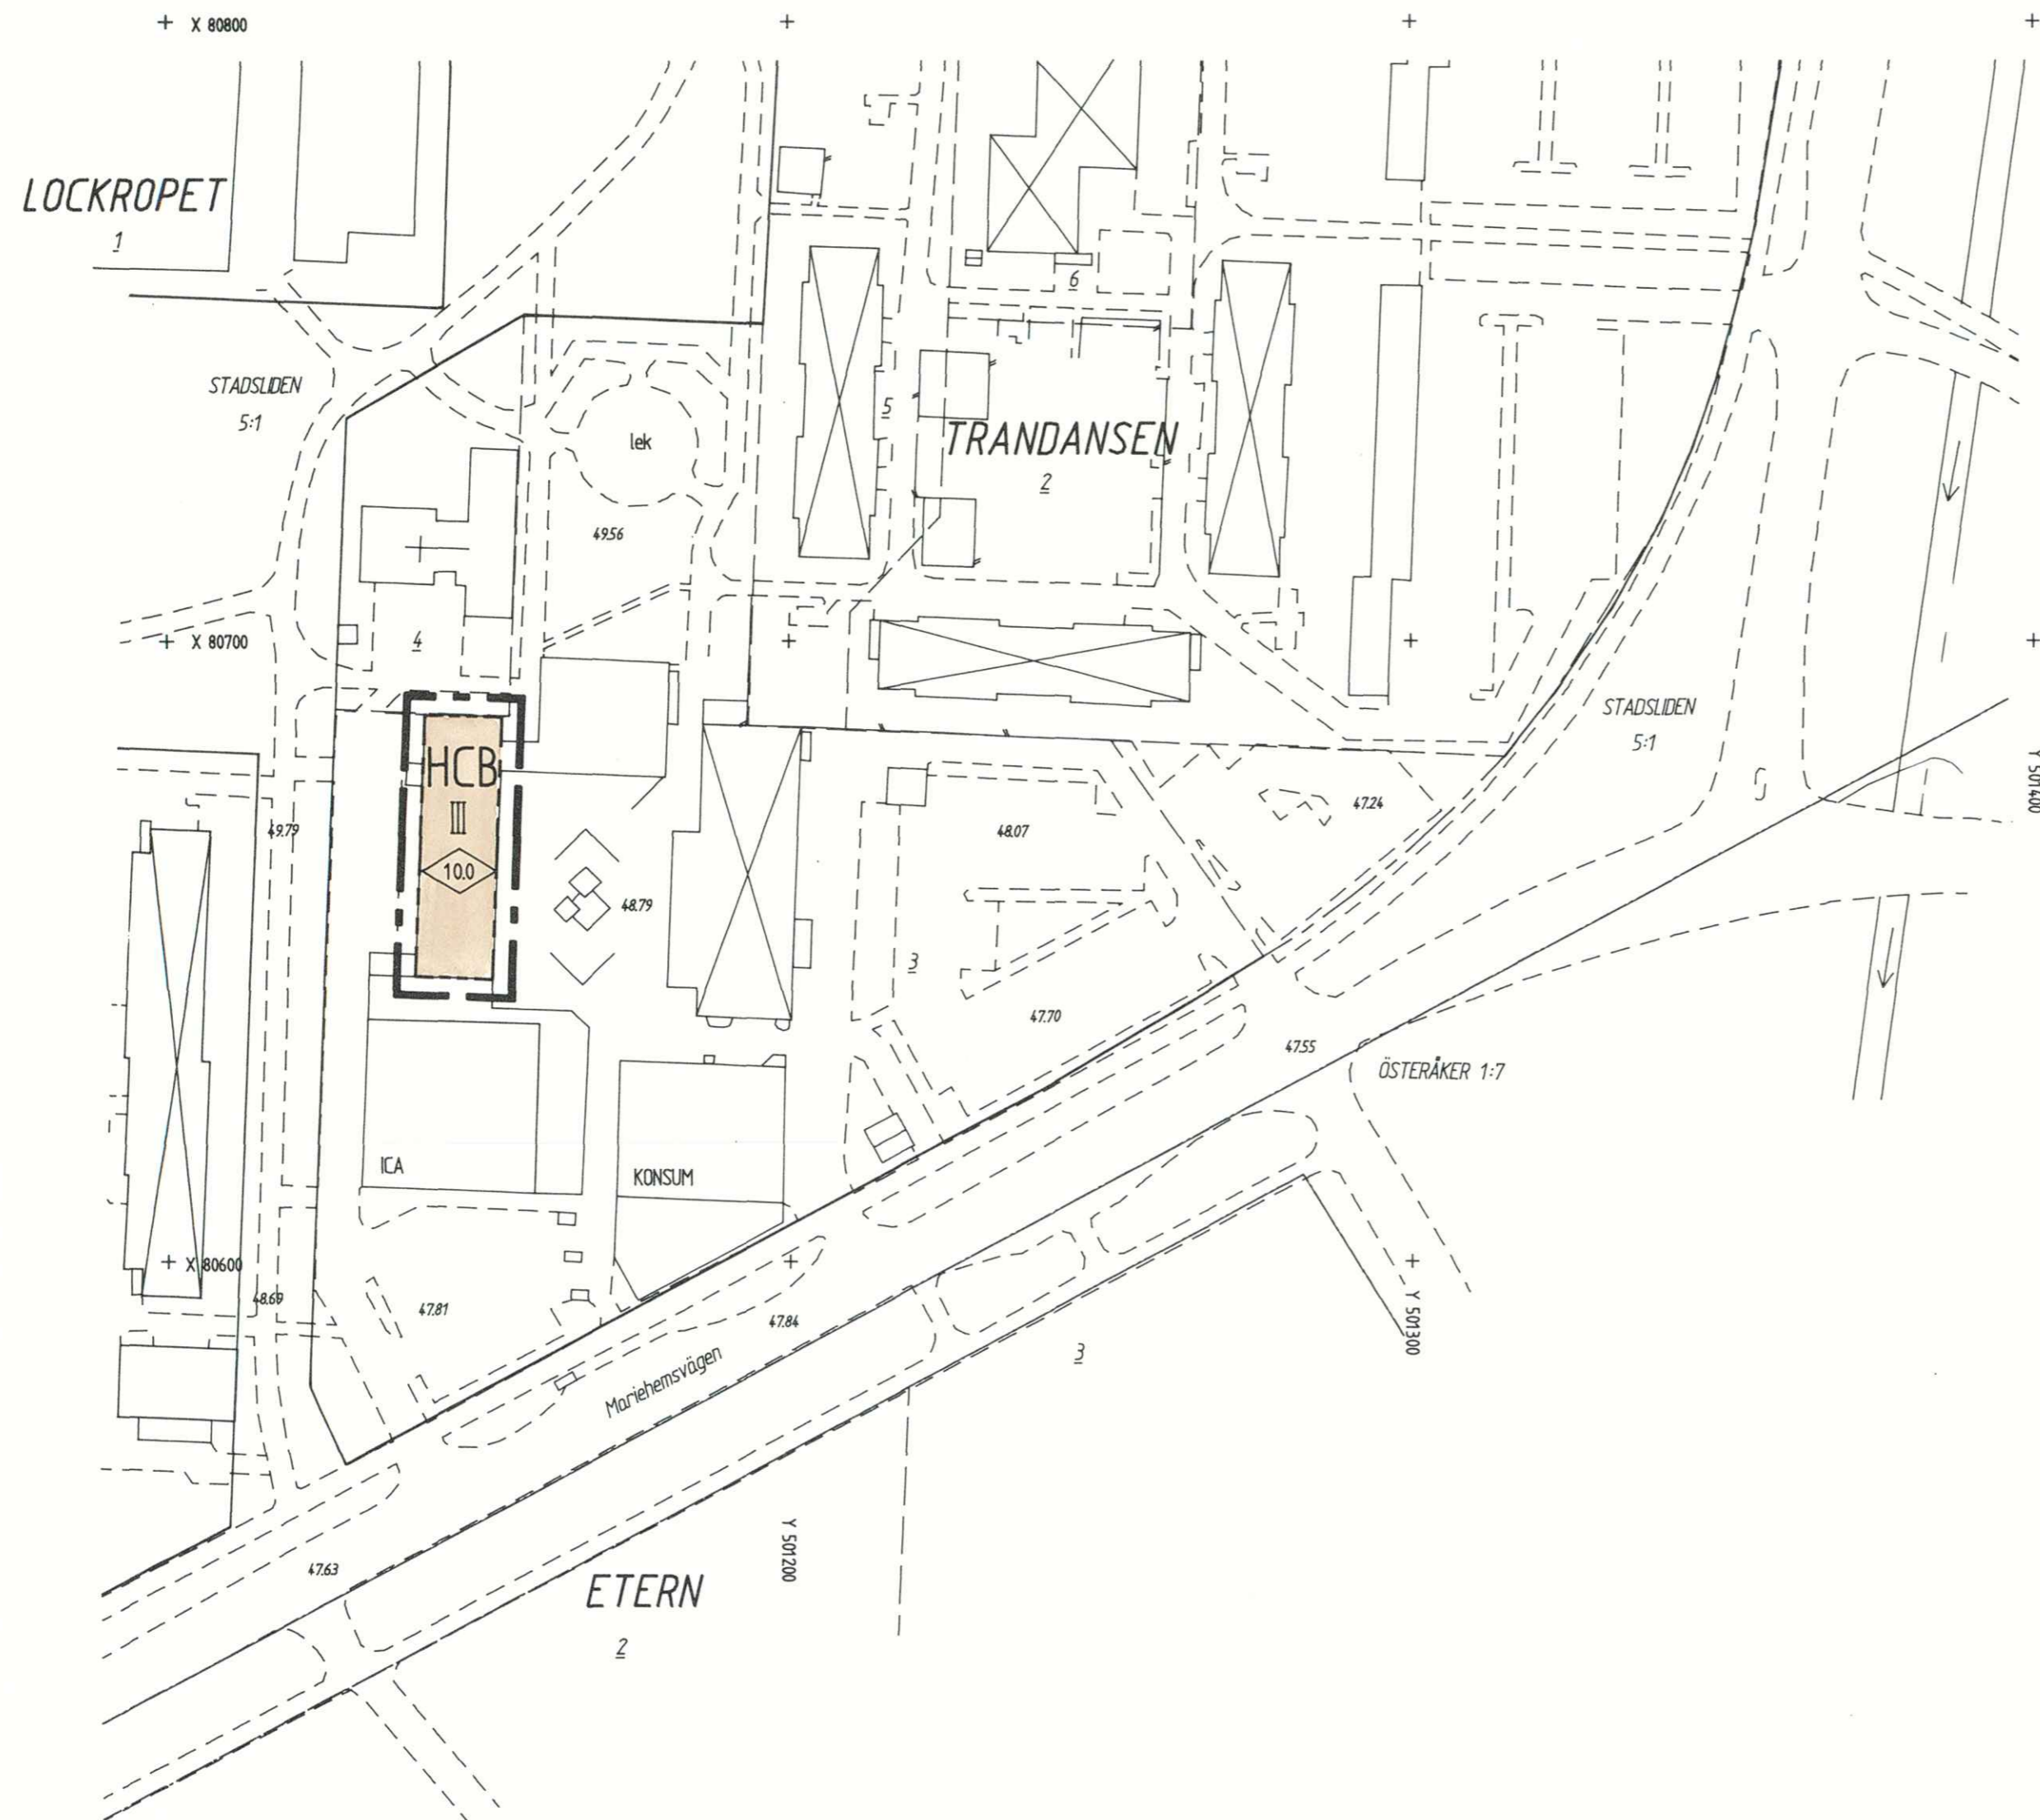 X 80800
LOCKROPET
1
6
STADSLIDEN
5:1
lek
5
TRANDANSEN
2
49.56
X 80700
4
STADSLIDEN
5:1
HCB
III
10.0
49.79
48.79
48.07
47.24
Y 501400
3
47.70
47.55
ÖSTERÅKER 1:7
ICA
KONSUM
X 80600
48.69
47.81
47.84
Y 501300
Mariehemsvägen
3
Y 501200
47.63
ETERN
2